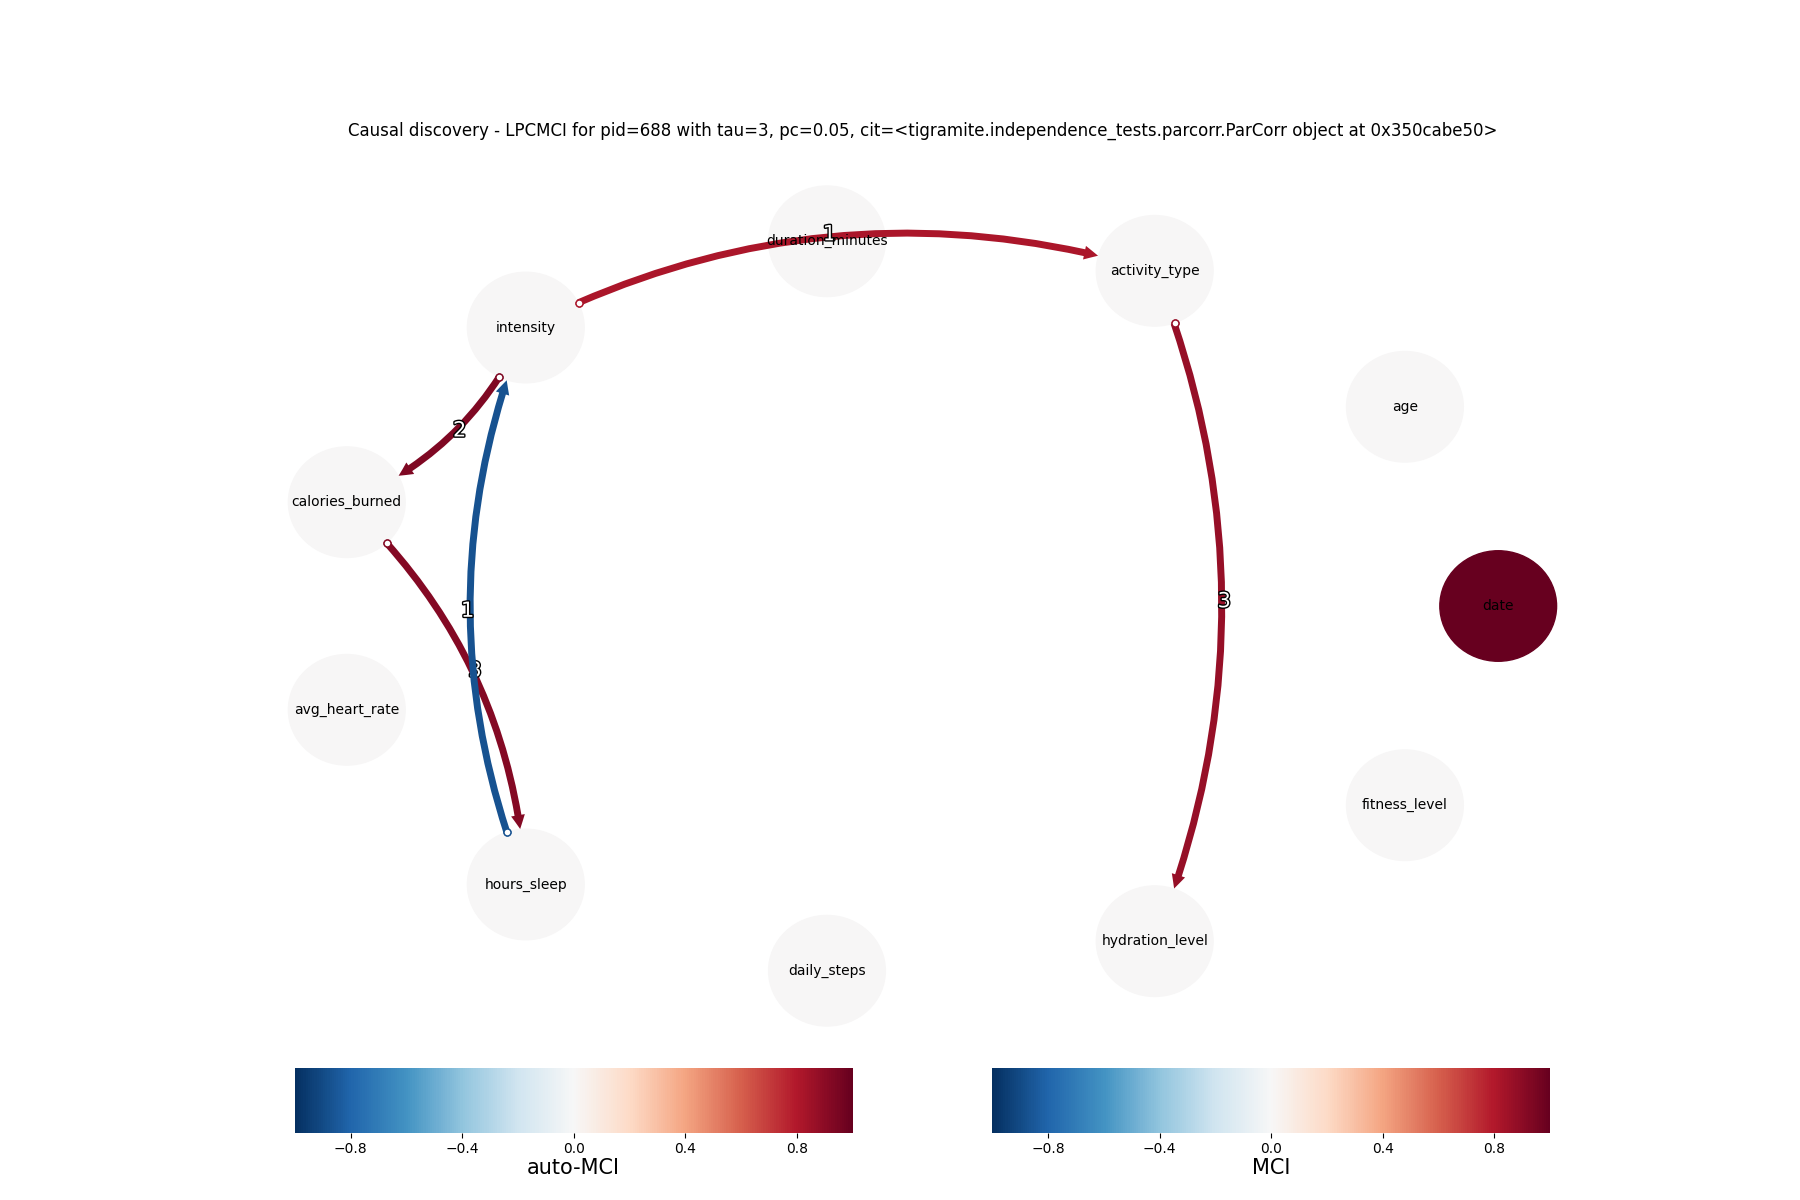 Causal discovery - LPCMCI for pid=688 with tau=3, pc=0.05, cit=<tigramite.independence_tests.parcorr.ParCorr object at 0x350cabe50>
duration_minutes
1
activity_type
intensity
age
2
calories_burned
date
3
1
3
avg_heart_rate
fitness_level
hours_sleep
hydration_level
daily_steps
−0.8 −0.4 0.0 0.4 0.8
auto-MCI
−0.8 −0.4 0.0 0.4 0.8
MCI